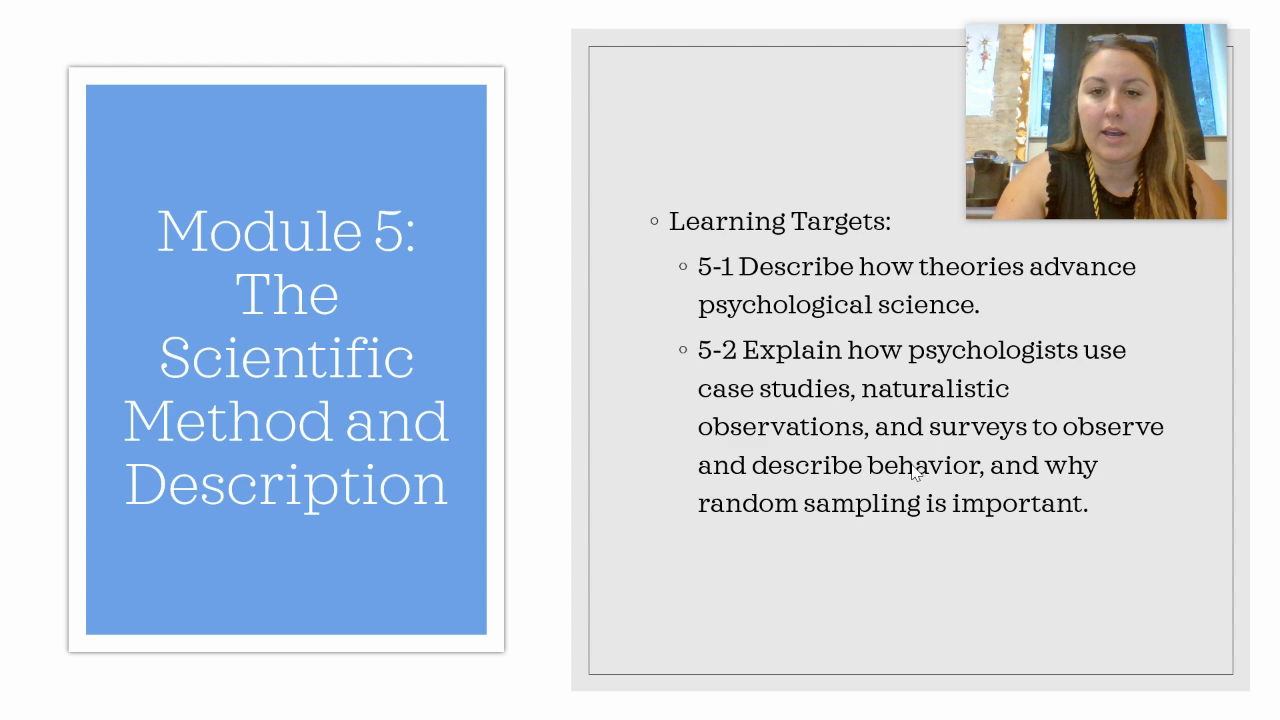 Module 5:
The
Scientific
Method and
Description
◦ Learning Targets:
◦ 5-1 Describe how theories advance
psychological science.
◦ 5-2 Explain how psychologists use
case studies, naturalistic
observations, and surveys to observe
and describe behavior, and why
random sampling is important.